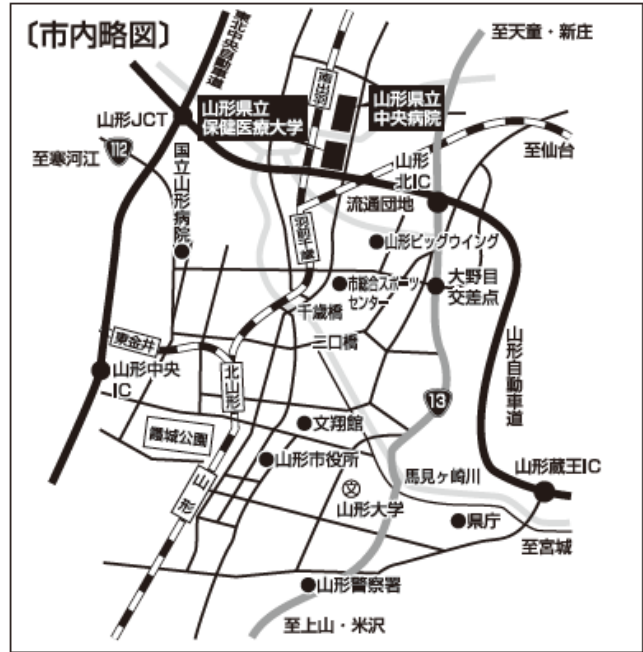 〔市内略図〕
東北中央自動車道
至天童・新庄
南出羽
山形県立
保健医療大学
山形県立
中央病院
山形JCT
112
至寒河江
国立山形病院
至仙台
山形
北IC
流通団地
羽前千歳
山形ビッグウイング
市総合スポーツ
センター
大野目
交差点
千歳橋
三口橋
東金井
山形中央
IC
北山形
山形自動車道
13
霞城公園
文翔館
山形市役所
馬見ヶ崎川
山形蔵王IC
山形
文
山形大学
県庁
至宮城
山形警察署
至上山・米沢